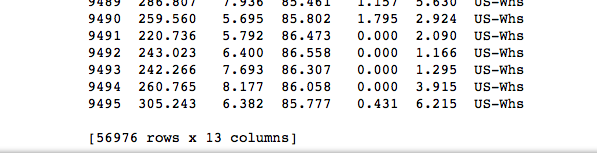 9489 286.807 7.936 85.461 1.157 5.630 US-Whs
9490 259.560 5.695 85.802 1.795 2.924 US-Whs
9491 220.736 5.792 86.473 0.000 2.090 US-Whs
9492 243.023 6.400 86.558 0.000 1.166 US-Whs
9493 242.266 7.693 86.307 0.000 1.295 US-Whs
9494 260.765 8.177 86.058 0.000 3.915 US-Whs
9495 305.243 6.382 85.777 0.431 6.215 US-Whs
[56976 rows x 13 columns]